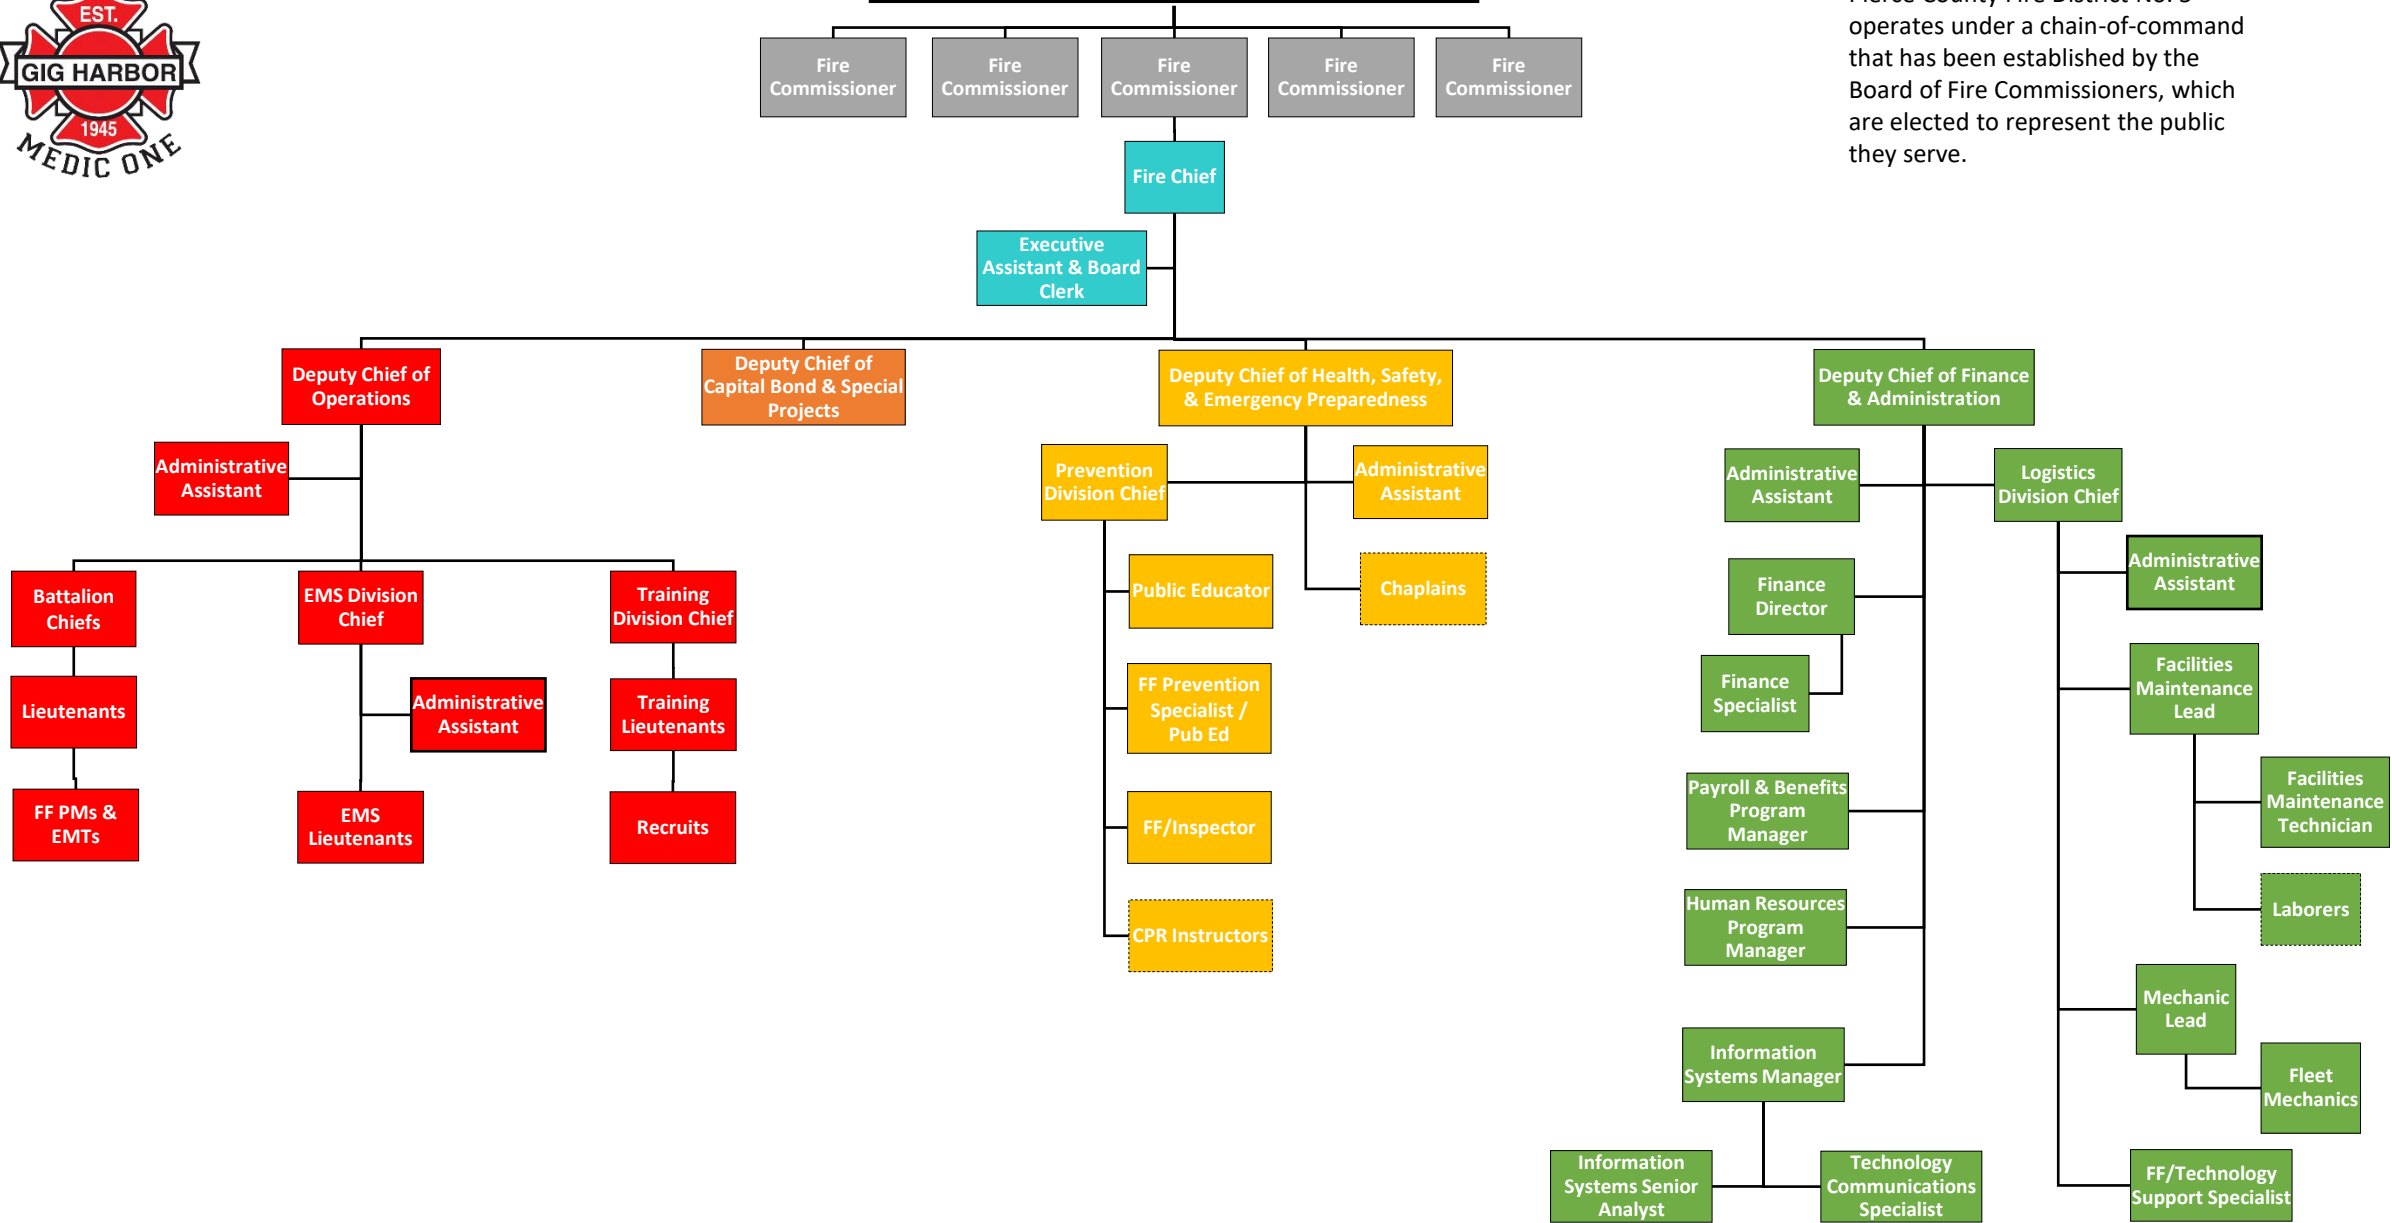 EST.
GIG HARBOR
1945
MEDIC ONE
operates under a chain-of-command
that has been established by the
Board of Fire Commissioners, which
are elected to represent the public
they serve.
Fire
Commissioner
Fire
Commissioner
Fire
Commissioner
Fire
Commissioner
Fire
Commissioner
Fire Chief
Executive
Assistant & Board
Clerk
Deputy Chief of
Operations
Deputy Chief of
Capital Bond & Special
Projects
Deputy Chief of Health, Safety,
& Emergency Preparedness
Deputy Chief of Finance
& Administration
Administrative
Assistant
Battalion
Chiefs
Lieutenants
FF PMs &
EMTs
EMS Division
Chief
Administrative
Assistant
EMS
Lieutenants
Training
Division Chief
Training
Lieutenants
Recruits
Prevention
Division Chief
Administrative
Assistant
Public Educator
Chaplains
FF Prevention
Specialist /
Pub Ed
FF/Inspector
CPR Instructors
Administrative
Assistant
Finance
Director
Finance
Specialist
Payroll & Benefits
Program
Manager
Human Resources
Program
Manager
Information
Systems Manager
Information
Systems Senior
Analyst
Technology
Communications
Specialist
Logistics
Division Chief
Administrative
Assistant
Facilities
Maintenance
Lead
Facilities
Maintenance
Technician
Laborers
Mechanic
Lead
Fleet
Mechanics
FF/Technology
Support Specialist